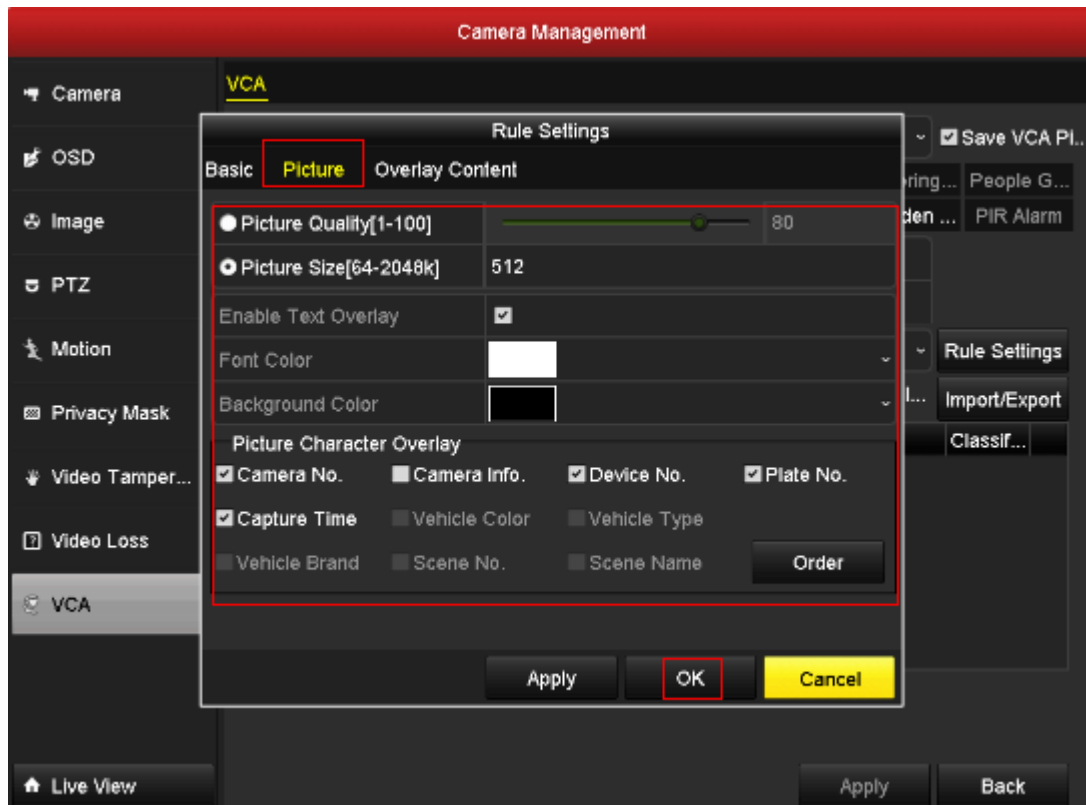 Camera Management
Camera
VCA
Rule Settings
Save VCA Pl..
OSD
Basic Picture Overlay Content
ring... People G...
Image
Picture Quality[1-100] 80
den ... PIR Alarm
Picture Size[64-2048k] 512
PTZ
Enable Text Overlay
Motion
Font Color
Rule Settings
Privacy Mask
Background Color
l... Import/Export
Picture Character Overlay
Classif...
Video Tamper...
Camera No. Camera Info. Device No. Plate No.
Capture Time Vehicle Color Vehicle Type
Video Loss
Vehicle Brand Scene No. Scene Name Order
VCA
Apply OK Cancel
Live View
Apply Back